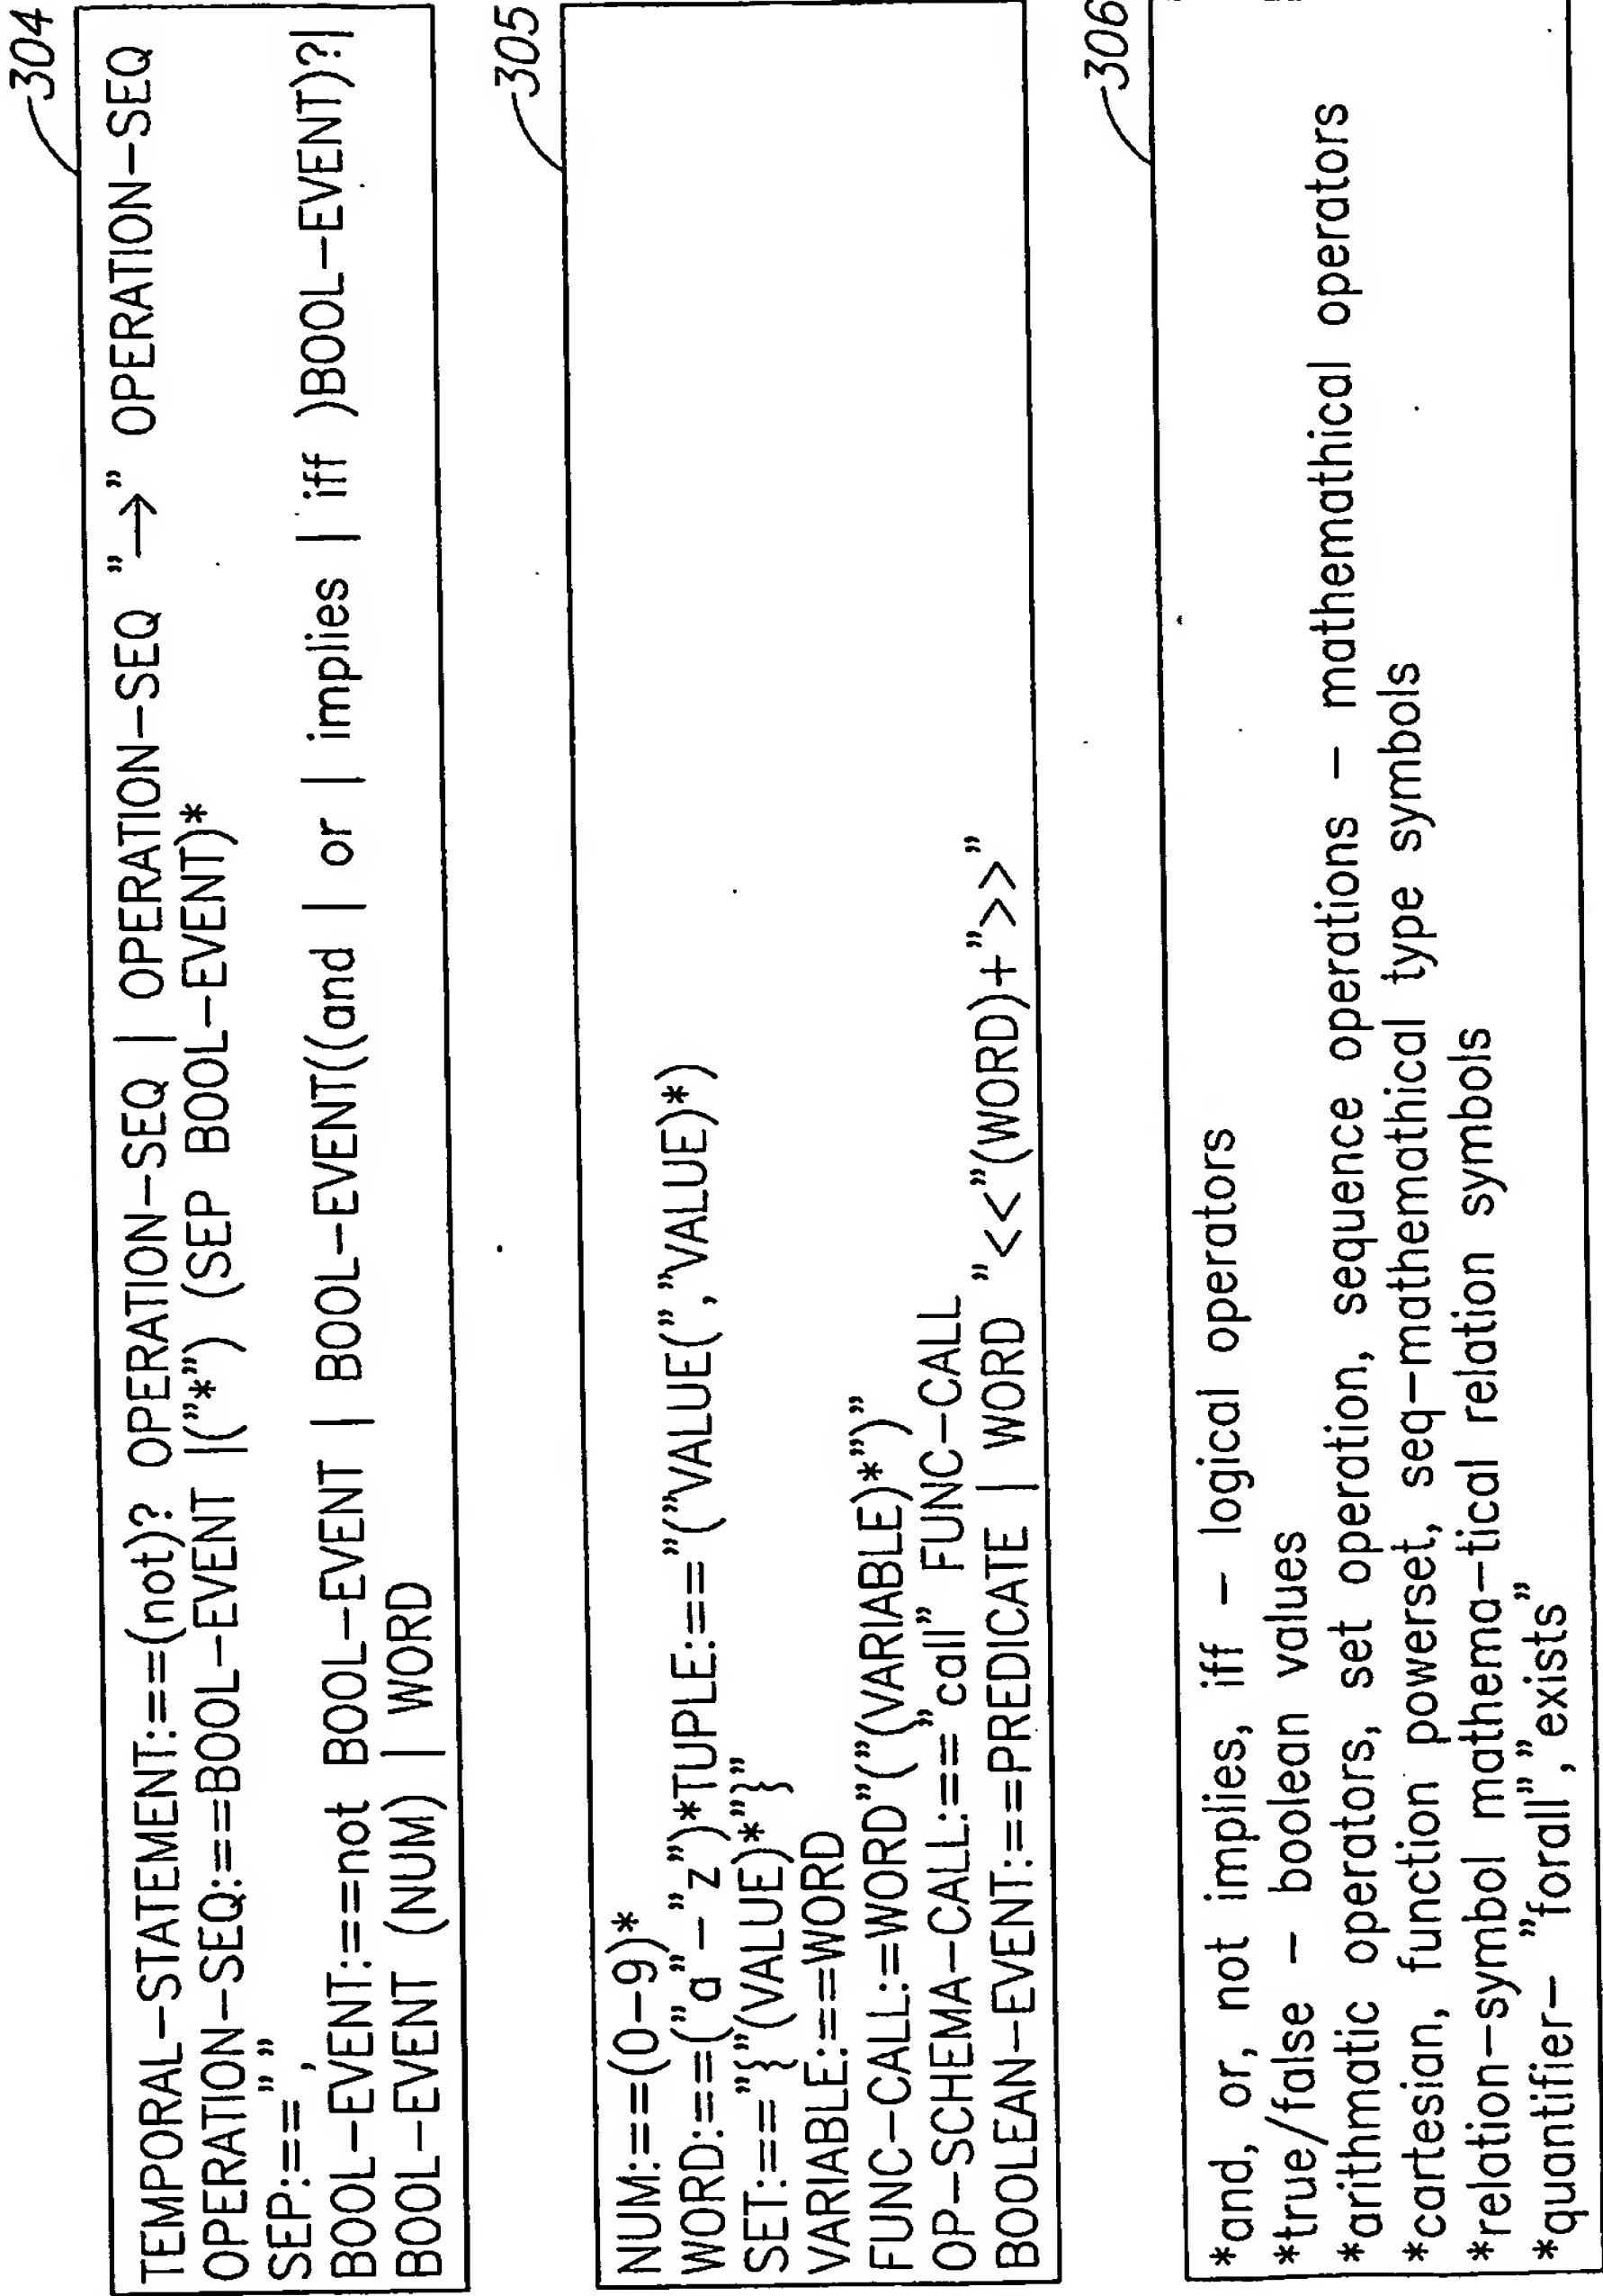 304
TEMPORAL-STATEMENT:==(not)? OPERATION-SEQ | OPERATION-SEQ "→" OPERATION-SEQ
OPERATION-SEQ:==BOOL-EVENT |("*") (SEP BOOL-EVENT)*
SEP:==","
BOOL-EVENT:==not BOOL-EVENT | BOOL-EVENT((and | or | implies | iff )BOOL-EVENT)?|
BOOL-EVENT (NUM) | WORD
305
NUM:==(0-9)*
WORD:==("a"-"z")*TUPLE:=="("VALUE(","VALUE)*)
SET:=="{"(VALUE)*"}"
VARIABLE:==WORD
FUNC-CALL:=WORD"("(VARIABLE)*")"
OP-SCHEMA-CALL:=="call" FUNC-CALL
BOOLEAN-EVENT:==PREDICATE | WORD "<<"(WORD)+">>"
306
*and, or, not implies, iff - logical operators
*true/false - boolean values
*arithmatic operators, set operation, sequence operations - mathemathical operators
*cartesian, function powerset, seq-mathemathical type symbols
*relation-symbol mathema-tical relation symbols
*quantifier- "forall","exists"